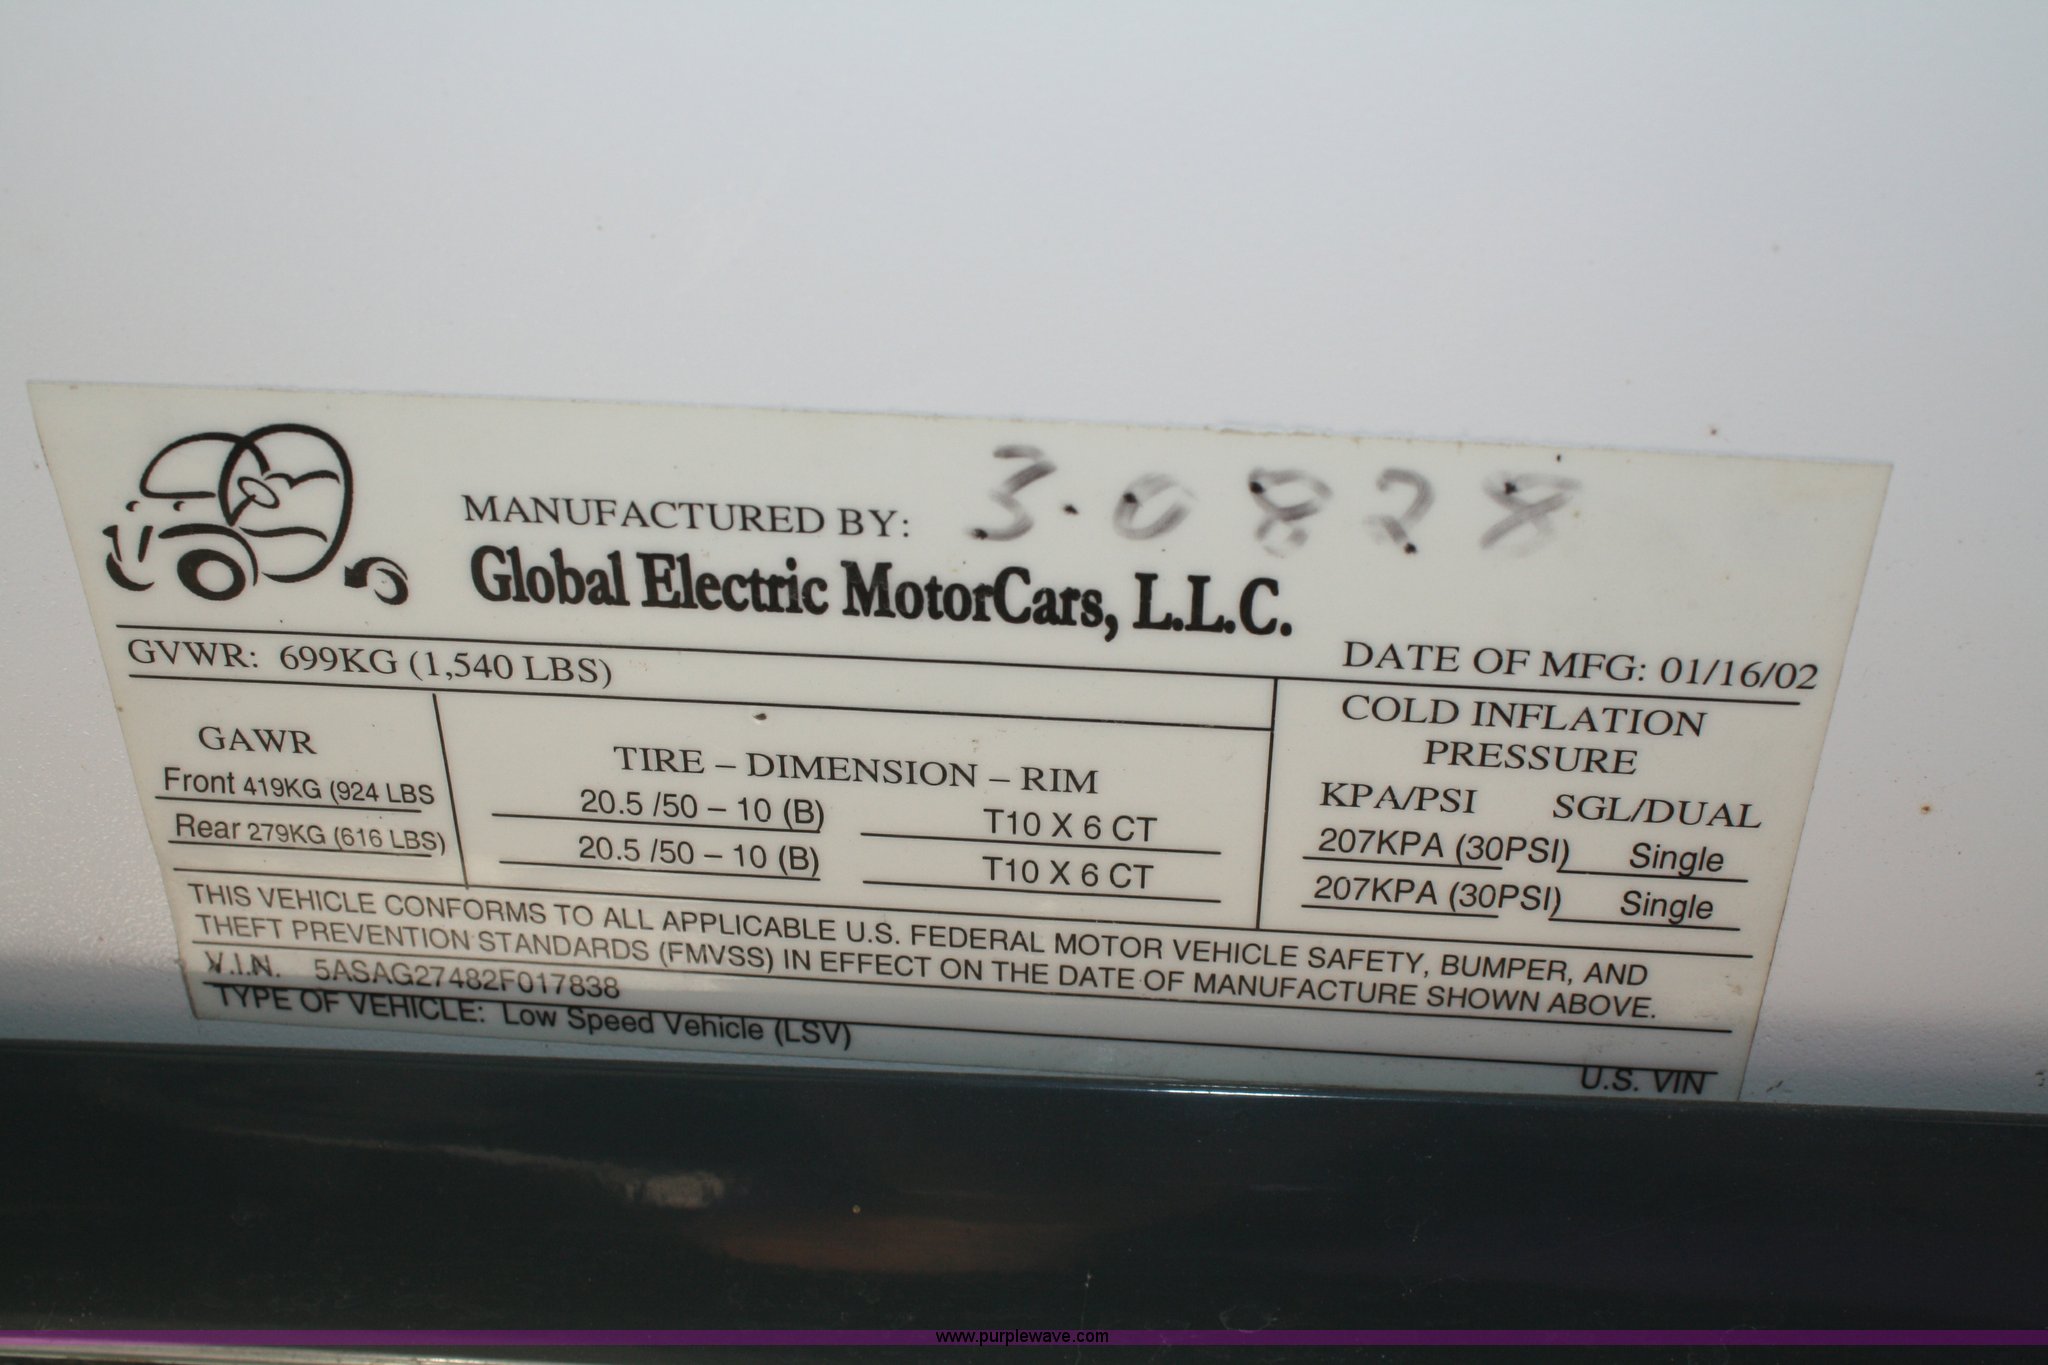 3-0828
MANUFACTURED BY:
Global Electric MotorCars, L.L.C.
GVWR: 699KG (1,540 LBS)
DATE OF MFG: 01/16/02
GAWR
Front 419KG (924 LBS
Rear 279KG (616 LBS)
TIRE – DIMENSION – RIM
20.5 /50 – 10 (B) T10 X 6 CT
20.5 /50 – 10 (B) T10 X 6 CT
COLD INFLATION
PRESSURE
KPA/PSI SGL/DUAL
207KPA (30PSI) Single
207KPA (30PSI) Single
THIS VEHICLE CONFORMS TO ALL APPLICABLE U.S. FEDERAL MOTOR VEHICLE SAFETY, BUMPER, AND
THEFT PREVENTION STANDARDS (FMVSS) IN EFFECT ON THE DATE OF MANUFACTURE SHOWN ABOVE.
V.I.N. 5ASAG27482F017838
TYPE OF VEHICLE: Low Speed Vehicle (LSV)
U.S. VIN
www.purplewave.com